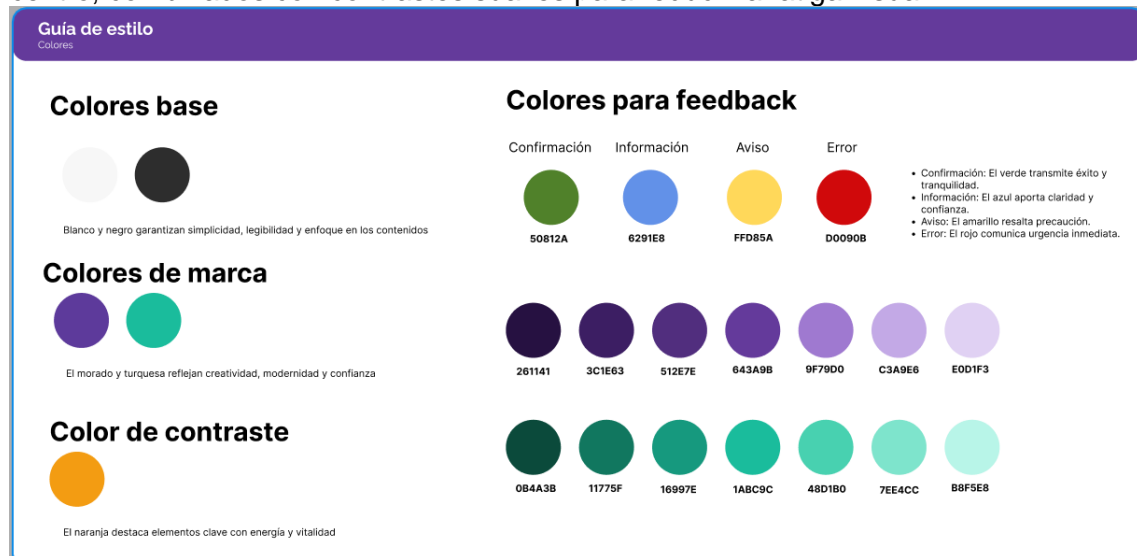 Guía de estilo
Colores
Colores base
Blanco y negro garantizan simplicidad, legibilidad y enfoque en los contenidos
Colores de marca
El morado y turquesa reflejan creatividad, modernidad y confianza
Color de contraste
El naranja destaca elementos clave con energía y vitalidad
Colores para feedback
Confirmación Información Aviso Error
50812A 6291E8 FFD85A D0090B
• Confirmación: El verde transmite éxito y
tranquilidad.
• Información: El azul aporta claridad y
confianza.
• Aviso: El amarillo resalta precaución.
• Error: El rojo comunica urgencia inmediata.
261141 3C1E63 512E7E 643A9B 9F79D0 C3A9E6 E0D1F3
0B4A3B 11775F 16997E 1ABC9C 48D1B0 7EE4CC B8F5E8